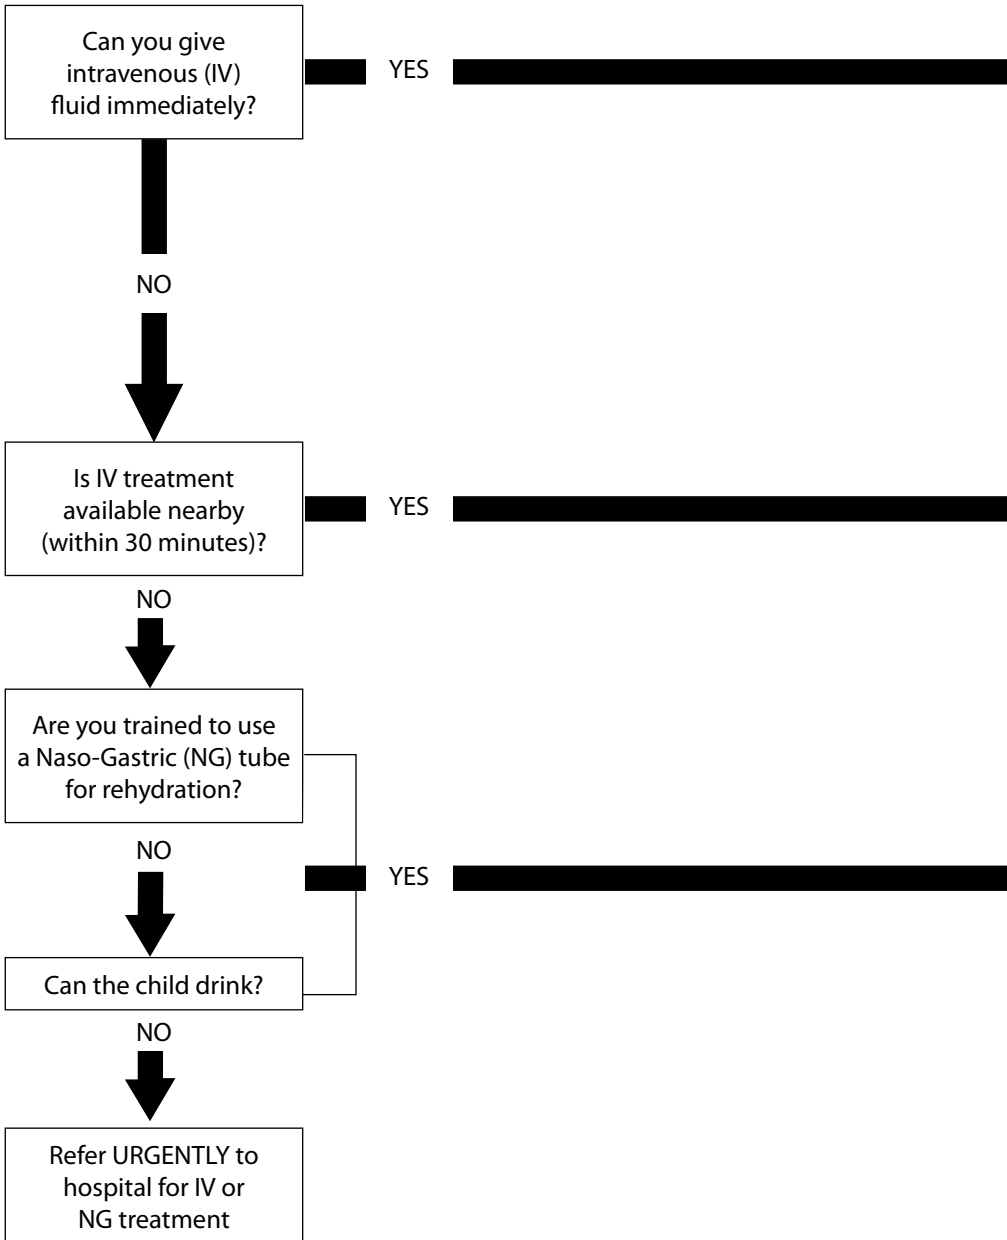 Can you give
intravenous (IV)
fluid immediately?
YES
NO
Is IV treatment
available nearby
(within 30 minutes)?
YES
NO
Are you trained to use
a Naso-Gastric (NG) tube
for rehydration?
NO
YES
Can the child drink?
NO
Refer URGENTLY to
hospital for IV or
NG treatment